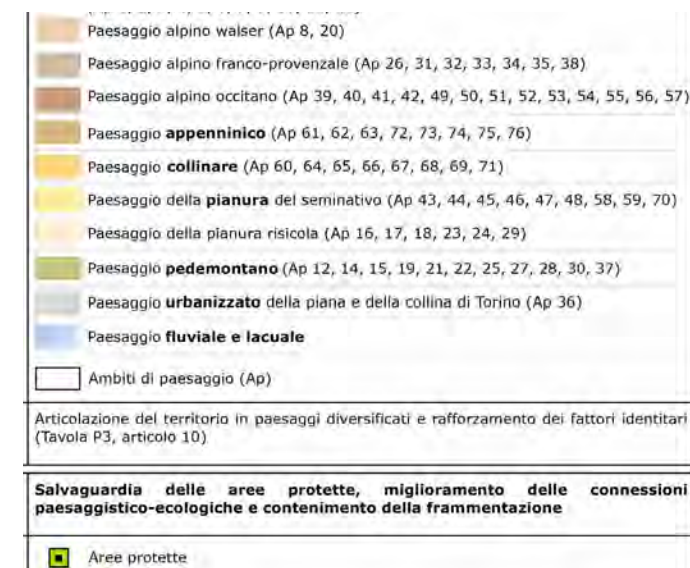 Paesaggio alpino walser (Ap 8, 20)
Paesaggio alpino franco-provenzale (Ap 26, 31, 32, 33, 34, 35, 38)
Paesaggio alpino occitano (Ap 39, 40, 41, 42, 49, 50, 51, 52, 53, 54, 55, 56, 57)
Paesaggio appenninico (Ap 61, 62, 63, 72, 73, 74, 75, 76)
Paesaggio collinare (Ap 60, 64, 65, 66, 67, 68, 69, 71)
Paesaggio della pianura del seminativo (Ap 43, 44, 45, 46, 47, 48, 58, 59, 70)
Paesaggio della pianura risicola (Ap 16, 17, 18, 23, 24, 29)
Paesaggio pedemontano (Ap 12, 14, 15, 19, 21, 22, 25, 27, 28, 30, 37)
Paesaggio urbanizzato della piana e della collina di Torino (Ap 36)
Paesaggio fluviale e lacuale
Ambiti di paesaggio (Ap)
Articolazione del territorio in paesaggi diversificati e rafforzamento dei fattori identitari
(Tavola P3, articolo 10)
Salvaguardia delle aree protette, miglioramento delle connessioni
paesaggistico-ecologiche e contenimento della frammentazione
Aree protette